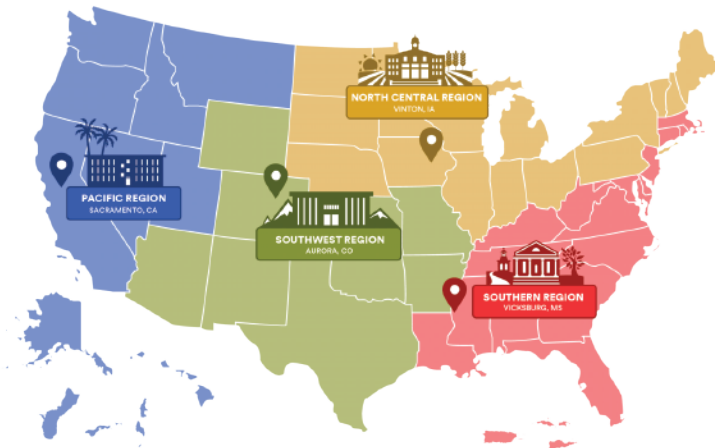 NORTH CENTRAL REGION
VINTON, IA
PACIFIC REGION
SACRAMENTO, CA
SOUTHWEST REGION
AURORA, CO
SOUTHERN REGION
VICKSBURG, MS